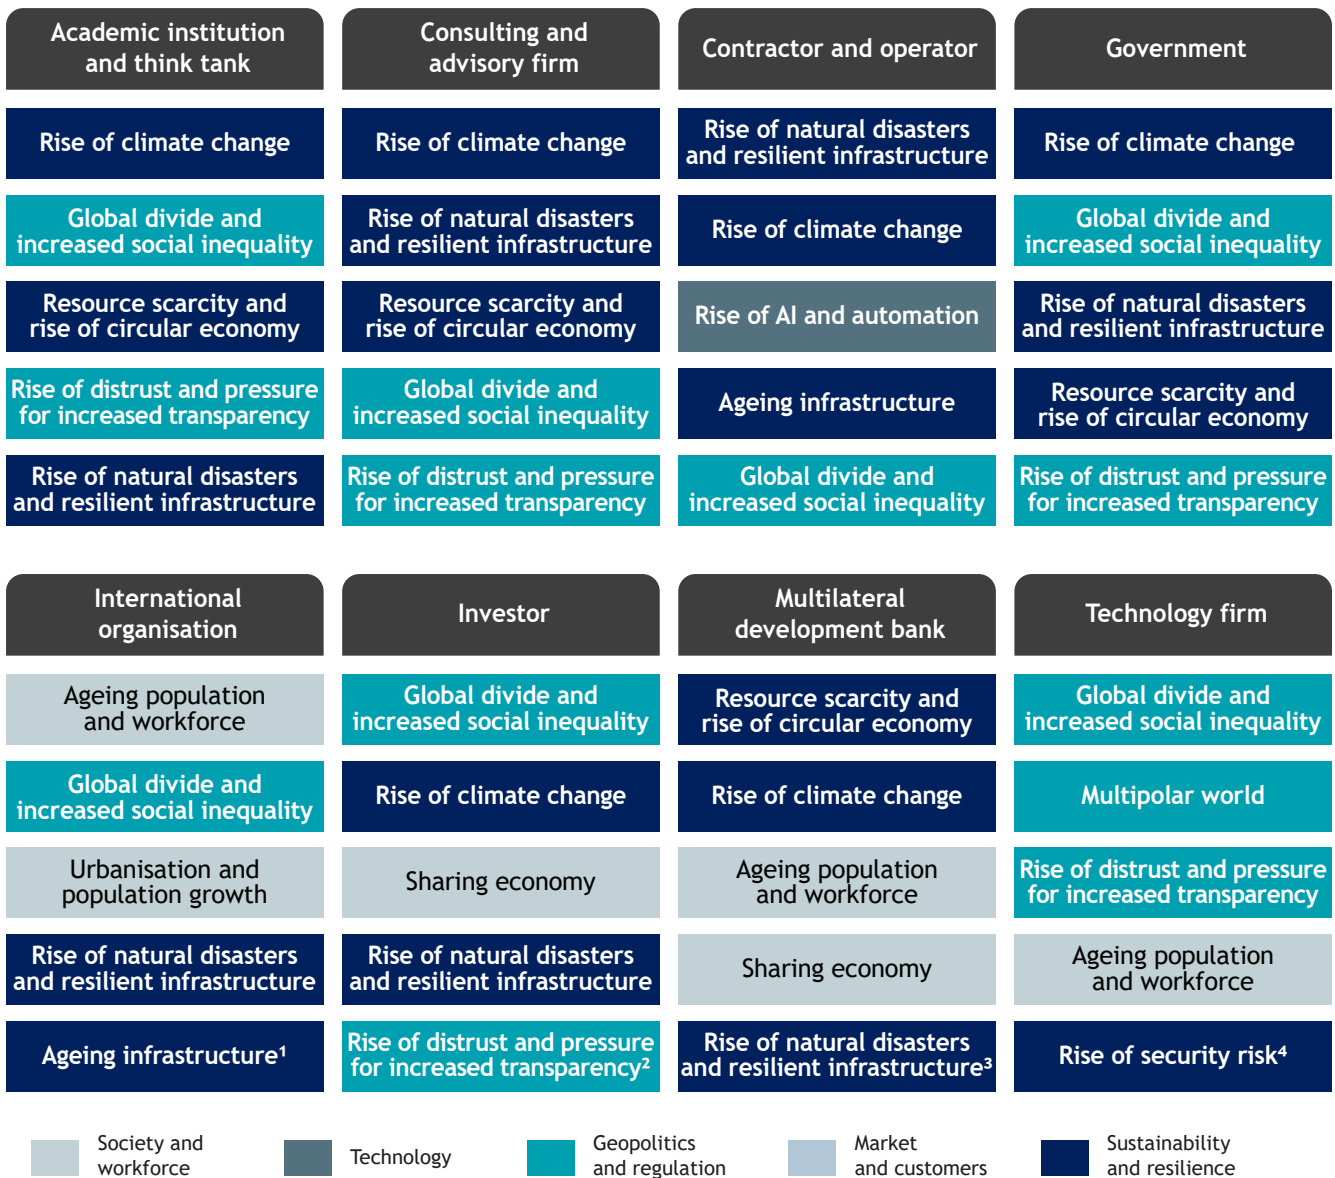 Academic institution
and think tank
Consulting and
advisory firm
Contractor and operator
Government
Rise of climate change
Rise of climate change
Rise of natural disasters
and resilient infrastructure
Rise of climate change
Global divide and
increased social inequality
Rise of natural disasters
and resilient infrastructure
Rise of climate change
Global divide and
increased social inequality
Resource scarcity and
rise of circular economy
Resource scarcity and
rise of circular economy
Rise of AI and automation
Rise of natural disasters
and resilient infrastructure
Rise of distrust and pressure
for increased transparency
Global divide and
increased social inequality
Ageing infrastructure
Resource scarcity and
rise of circular economy
Rise of natural disasters
and resilient infrastructure
Rise of distrust and pressure
for increased transparency
Global divide and
increased social inequality
Rise of distrust and pressure
for increased transparency
International
organisation
Investor
Multilateral
development bank
Technology firm
Ageing population
and workforce
Global divide and
increased social inequality
Resource scarcity and
rise of circular economy
Global divide and
increased social inequality
Global divide and
increased social inequality
Rise of climate change
Rise of climate change
Multipolar world
Urbanisation and
population growth
Sharing economy
Ageing population
and workforce
Rise of distrust and pressure
for increased transparency
Rise of natural disasters
and resilient infrastructure
Rise of natural disasters
and resilient infrastructure
Sharing economy
Ageing population
and workforce
Ageing infrastructure¹
Rise of distrust and pressure
for increased transparency²
Rise of natural disasters
and resilient infrastructure³
Rise of security risk⁴
Society and
workforce
Technology
Geopolitics
and regulation
Market
and customers
Sustainability
and resilience